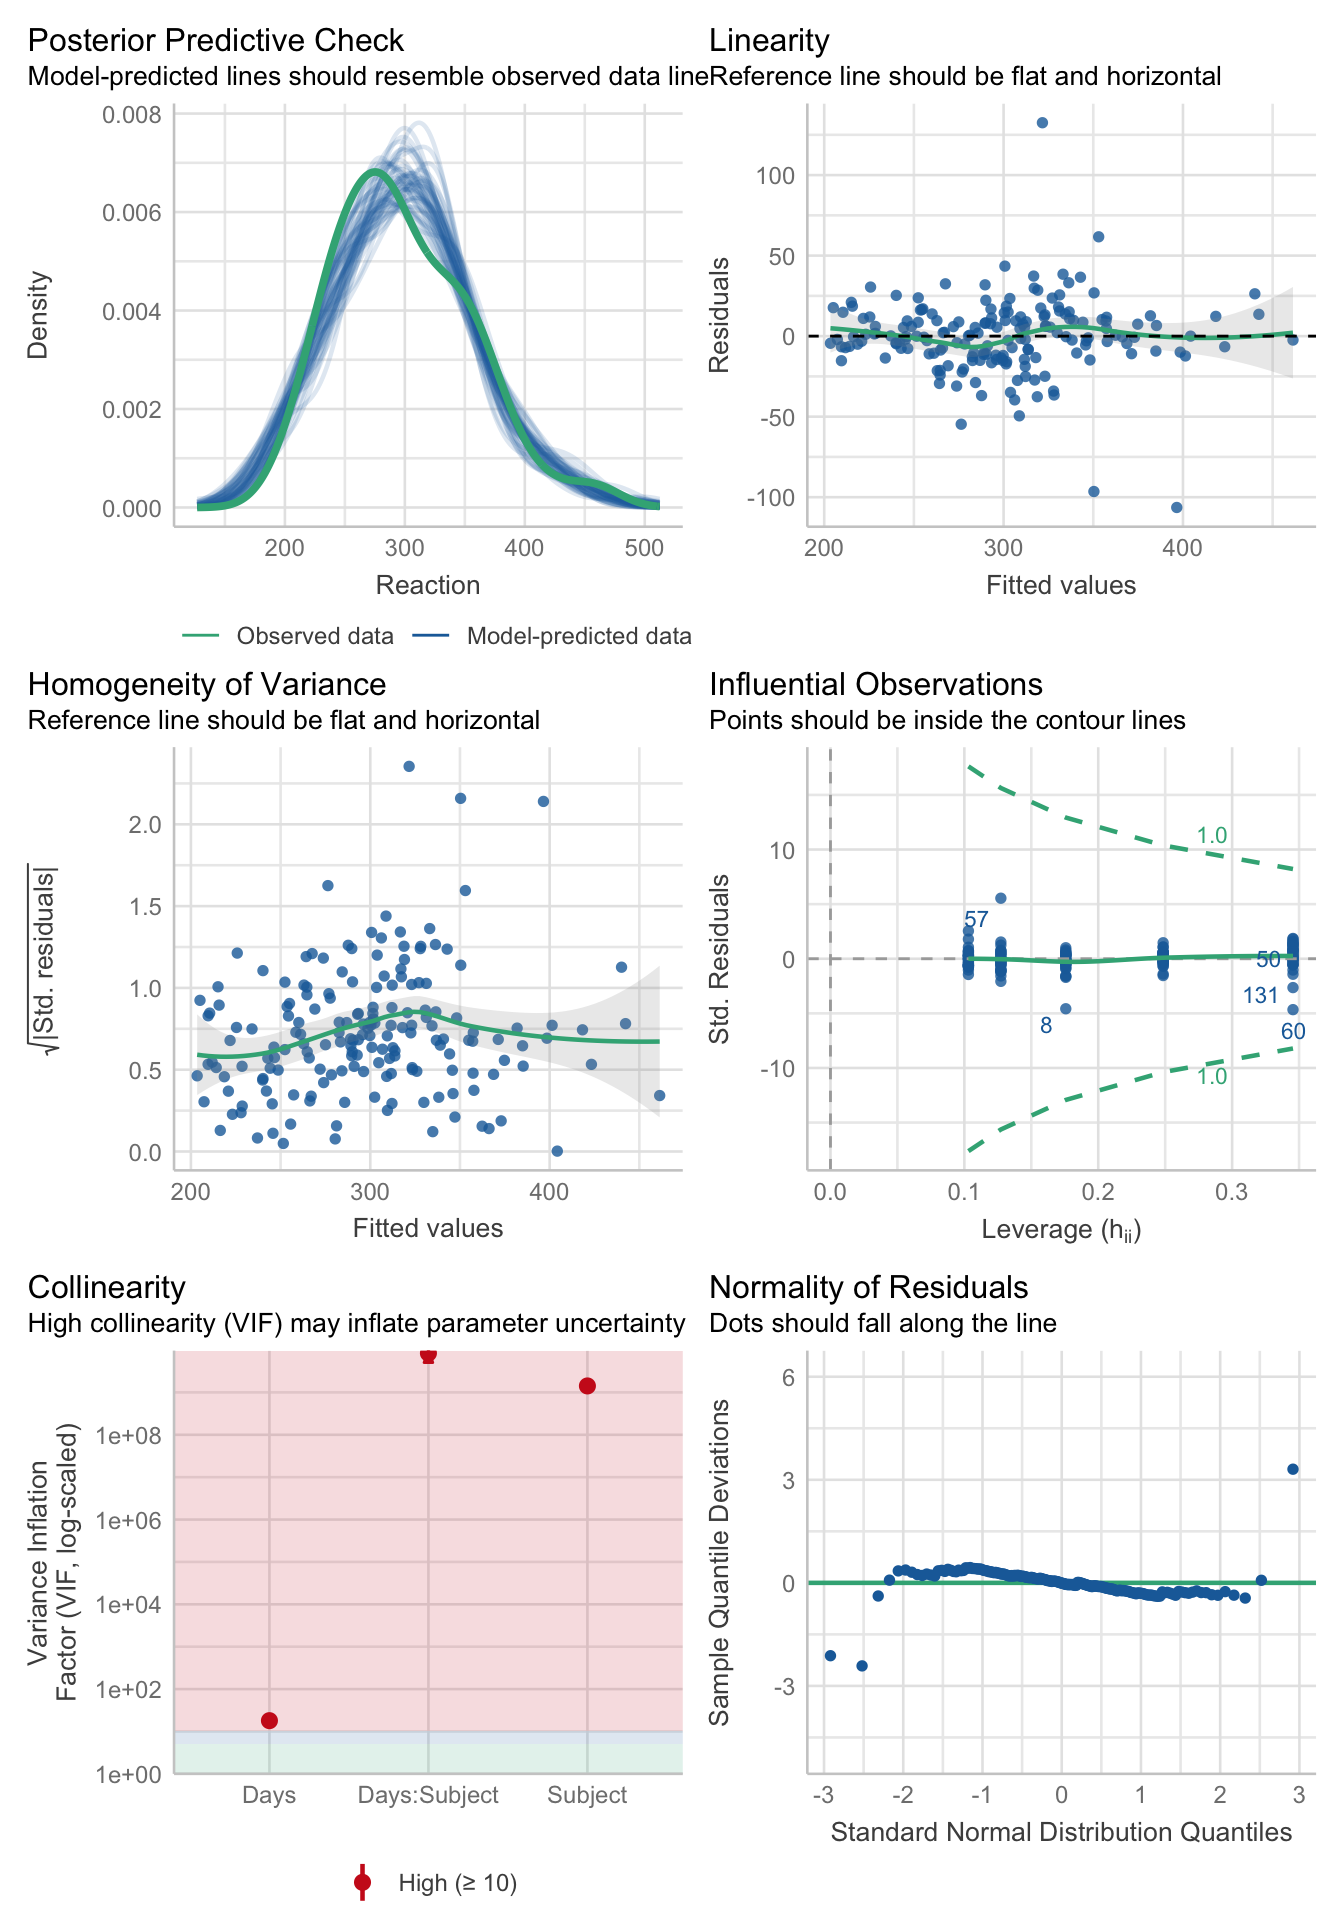 Posterior Predictive Check
Model-predicted lines should resemble observed data line
0.008
0.006
0.004
0.002
0.000
Density
200 300 400 500
Reaction
Observed data Model-predicted data
Linearity
Reference line should be flat and horizontal
100
50
0
-50
-100
Residuals
200 300 400
Fitted values
Homogeneity of Variance
Reference line should be flat and horizontal
2.0
1.5
1.0
0.5
0.0
√|Std. residuals|
200 300 400
Fitted values
Influential Observations
Points should be inside the contour lines
10
0
-10
Std. Residuals
1.0
57
50
131
8
60
1.0
0.0 0.1 0.2 0.3
Leverage (hii)
Collinearity
High collinearity (VIF) may inflate parameter uncertainty
1e+08
1e+06
1e+04
1e+02
1e+00
Variance Inflation
Factor (VIF, log-scaled)
Days Days:Subject Subject
High (≥ 10)
Normality of Residuals
Dots should fall along the line
6
3
0
-3
Sample Quantile Deviations
-3 -2 -1 0 1 2 3
Standard Normal Distribution Quantiles